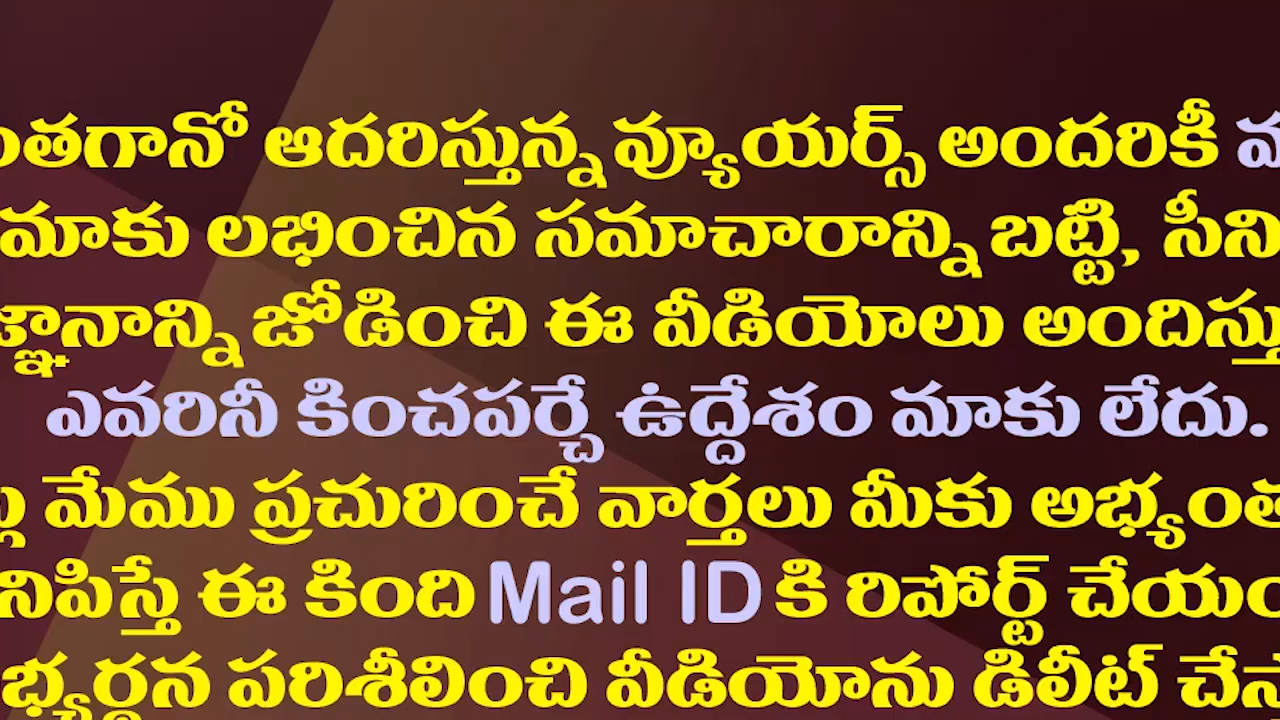 ంతగానో ఆదరిస్తున్న వ్యూయర్స్ అందరికీ
మాకు లభించిన సమాచారాన్ని బట్టి, సీని
జ్ఞానాన్ని జోడించి ఈ వీడియోలు అందిస్తు
ఎవరినీ కించపర్చే ఉద్దేశం మాకు లేదు.
మేము ప్రచురించే వార్తలు మీకు అభ్యంత
నిపిస్తే ఈ కింది Mail ID కి రిపోర్ట్ చేయం
భ్యర్థన పరిశీలించి వీడియోను డిలీట్ చేస